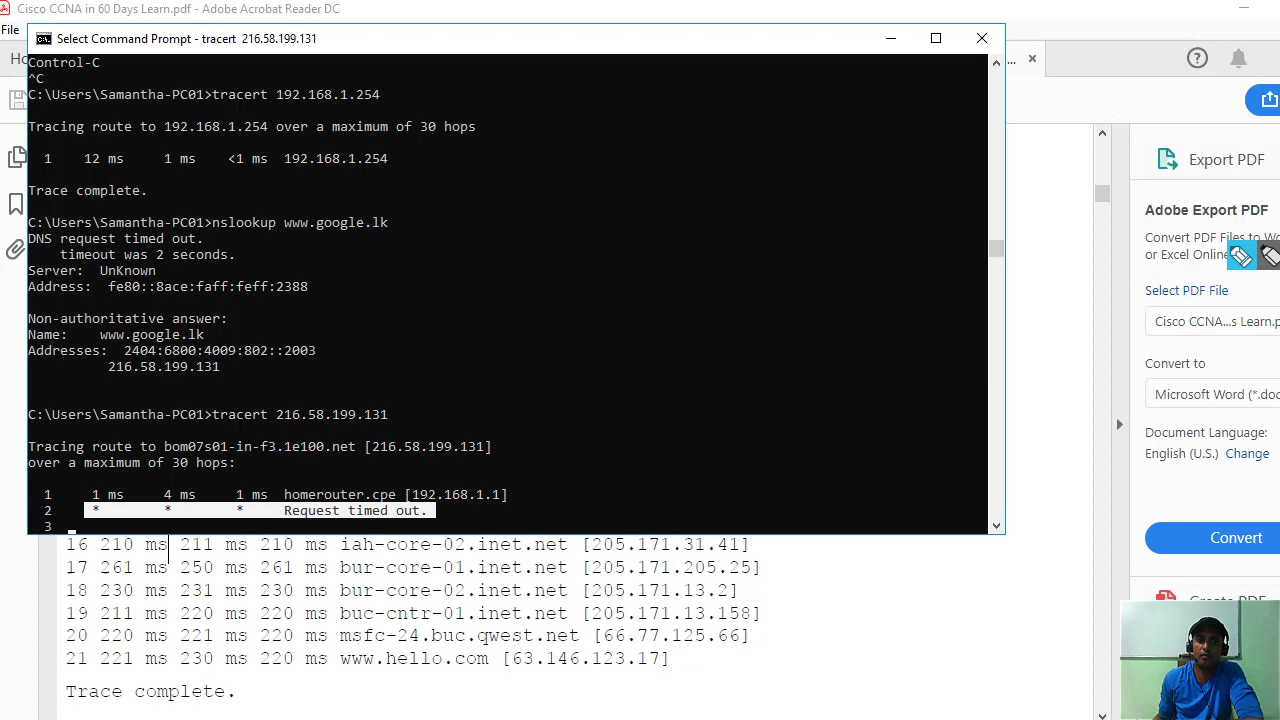 Cisco CCNA in 60 Days Learn.pdf - Adobe Acrobat Reader DC
File
Select Command Prompt - tracert 216.58.199.131
Control-C
^C
C:\Users\Samantha-PC01>tracert 192.168.1.254
Tracing route to 192.168.1.254 over a maximum of 30 hops
1 12 ms 1 ms <1 ms 192.168.1.254
Trace complete.
C:\Users\Samantha-PC01>nslookup www.google.lk
DNS request timed out.
timeout was 2 seconds.
Server: UnKnown
Address: fe80::8ace:faff:feff:2388
Non-authoritative answer:
Name: www.google.lk
Addresses: 2404:6800:4009:802::2003
216.58.199.131
C:\Users\Samantha-PC01>tracert 216.58.199.131
Tracing route to bom07s01-in-f3.1e100.net [216.58.199.131]
over a maximum of 30 hops:
1 1 ms 4 ms 1 ms homerouter.cpe [192.168.1.1]
2 * * * Request timed out.
3
16 210 ms 211 ms 210 ms iah-core-02.inet.net [205.171.31.41]
17 261 ms 250 ms 261 ms bur-core-01.inet.net [205.171.205.25]
18 230 ms 231 ms 230 ms bur-core-02.inet.net [205.171.13.2]
19 211 ms 220 ms 220 ms buc-cntr-01.inet.net [205.171.13.158]
20 220 ms 221 ms 220 ms msfc-24.buc.qwest.net [66.77.125.66]
21 221 ms 230 ms 220 ms www.hello.com [63.146.123.17]
Trace complete.
Ho
...
Export PDF
Adobe Export PDF
Convert PDF Files to Wo
or Excel Online
Select PDF File
Cisco CCNA...s Learn.p
Convert to
Microsoft Word (*.doc
Document Language:
English (U.S.) Change
Convert